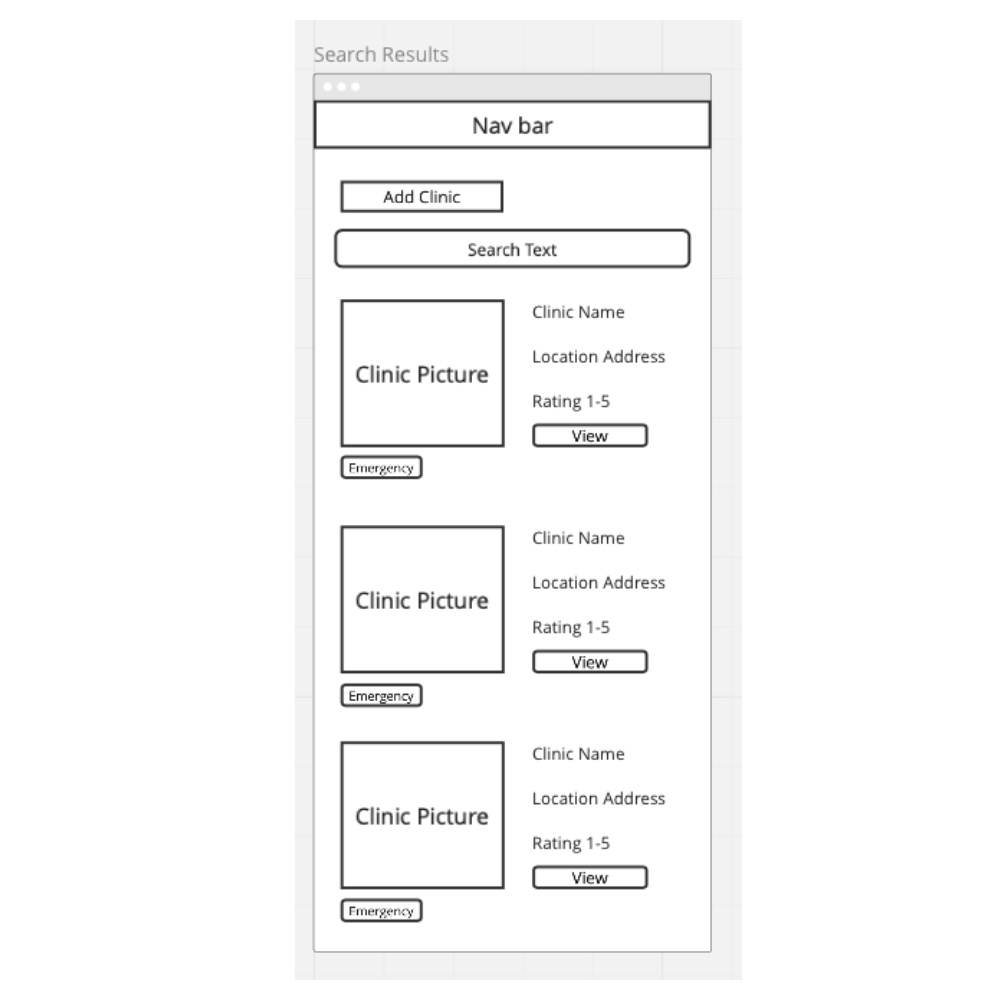 Search Results
Nav bar
Add Clinic
Search Text
Clinic Picture
Clinic Name
Location Address
Rating 1-5
View
Emergency
Clinic Picture
Clinic Name
Location Address
Rating 1-5
View
Emergency
Clinic Picture
Clinic Name
Location Address
Rating 1-5
View
Emergency